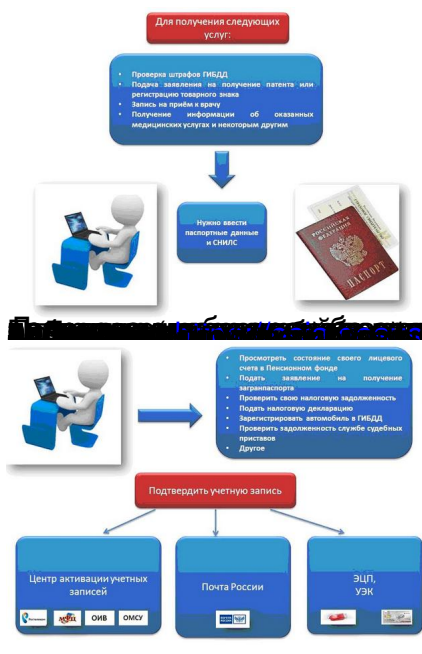 Для получения следующих
услуг:
• Проверка штрафов ГИБДД
• Подача заявления на получение патента или
регистрацию товарного знака
• Запись на приём к врачу
• Получение информации об оказанных
медицинских услугах и некоторым другим
Нужно ввести
паспортные данные
и СНИЛС
РОССИЙСКАЯ
ФЕДЕРАЦИЯ
ПАСПОРТ
• Просмотреть состояние своего лицевого
счета в Пенсионном фонде
• Подать заявление на получение
загранпаспорта
• Проверить свою налоговую задолженность
• Подать налоговую декларацию
• Зарегистрировать автомобиль в ГИБДД
• Проверить задолженность службе судебных
приставов
• Другое
Подтвердить учетную запись
Центр активации учетных
записей
ОИВ ОМСУ
Почта России
ЭЦП,
УЭК